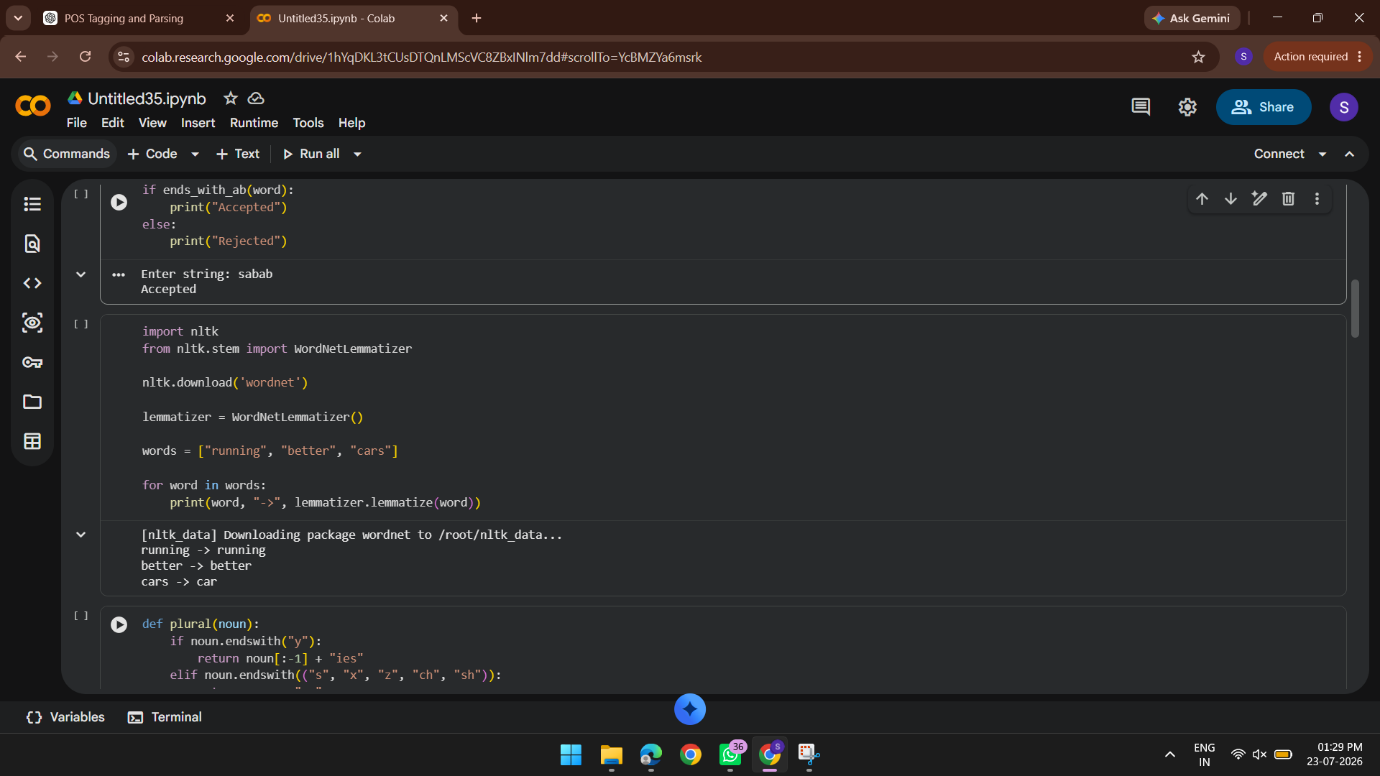 POS Tagging and Parsing
Untitled35.ipynb - Colab
Ask Gemini
colab.research.google.com/drive/1hYqDKL3tCUsDTQnLMScVC8ZBxINlm7dd#scrollTo=YcBMZYa6msrk
S
Action required
Untitled35.ipynb
File Edit View Insert Runtime Tools Help
Share
S
Commands + Code + Text Run all
Connect
[ ]
if ends_with_ab(word):
print("Accepted")
else:
print("Rejected")
Enter string: sabab
Accepted
[ ]
import nltk
from nltk.stem import WordNetLemmatizer
nltk.download('wordnet')
lemmatizer = WordNetLemmatizer()
words = ["running", "better", "cars"]
for word in words:
print(word, "->", lemmatizer.lemmatize(word))
[nltk_data] Downloading package wordnet to /root/nltk_data...
running -> running
better -> better
cars -> car
[ ]
def plural(noun):
if noun.endswith("y"):
return noun[:-1] + "ies"
elif noun.endswith(("s", "x", "z", "ch", "sh")):
Variables
Terminal
36
S
ENG
IN
01:29 PM
23-07-2026